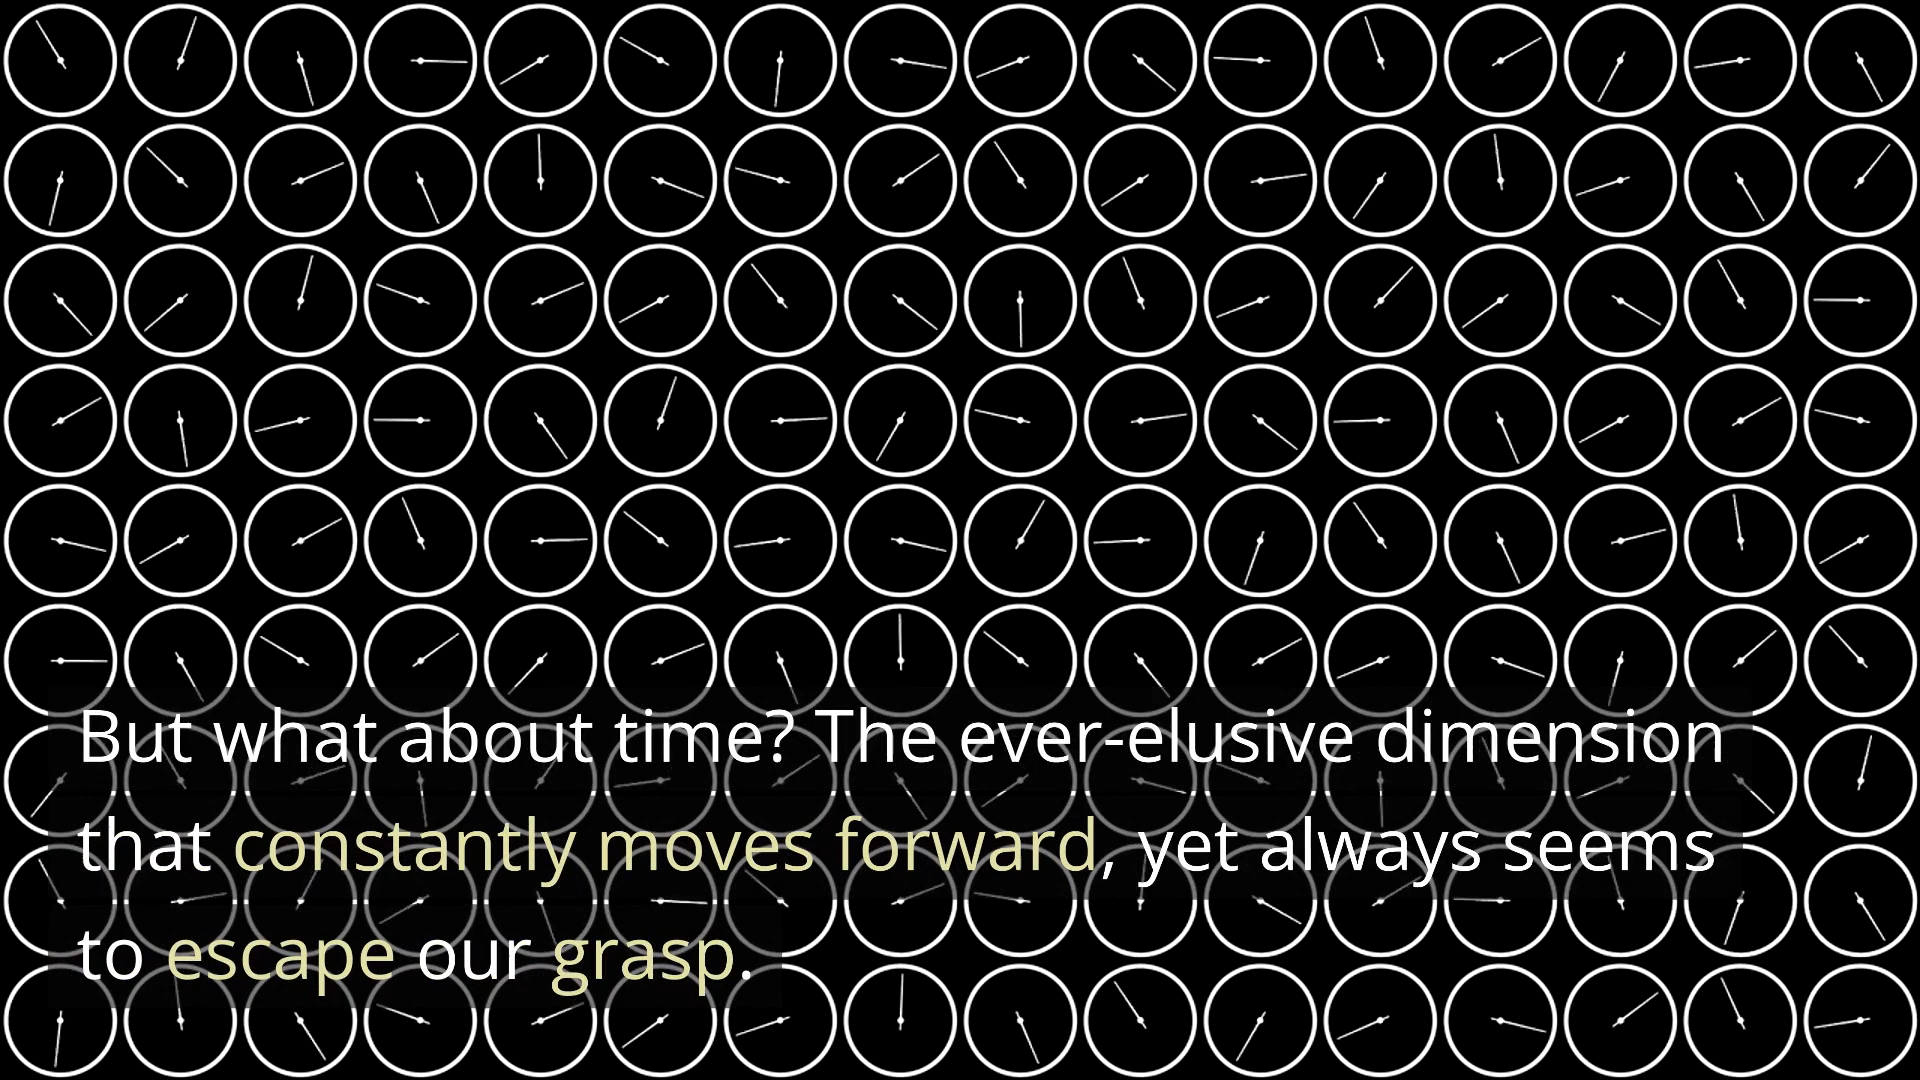 But what about time? The ever-elusive dimension
that constantly moves forward, yet always seems
to escape our grasp.